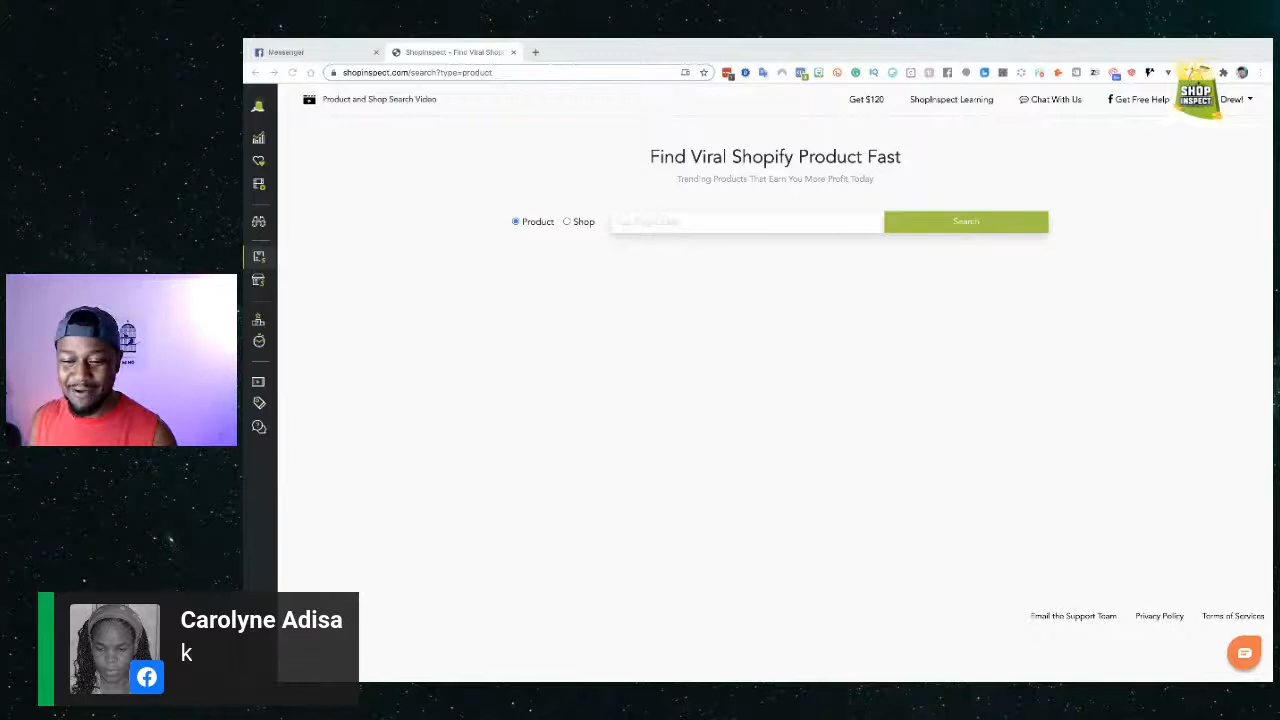 Messenger
ShopInspect - Find Viral Shop
shopinspect.com/search?type=product
Product and Shop Search Video
Get $120
ShopInspect Learning
Chat With Us
Get Free Help
SHOP
INSPECT
Drew!
Find Viral Shopify Product Fast
Trending Products That Earn You More Profit Today
Product
Shop
Search
Email the Support Team
Privacy Policy
Terms of Services
Carolyne Adisa
k